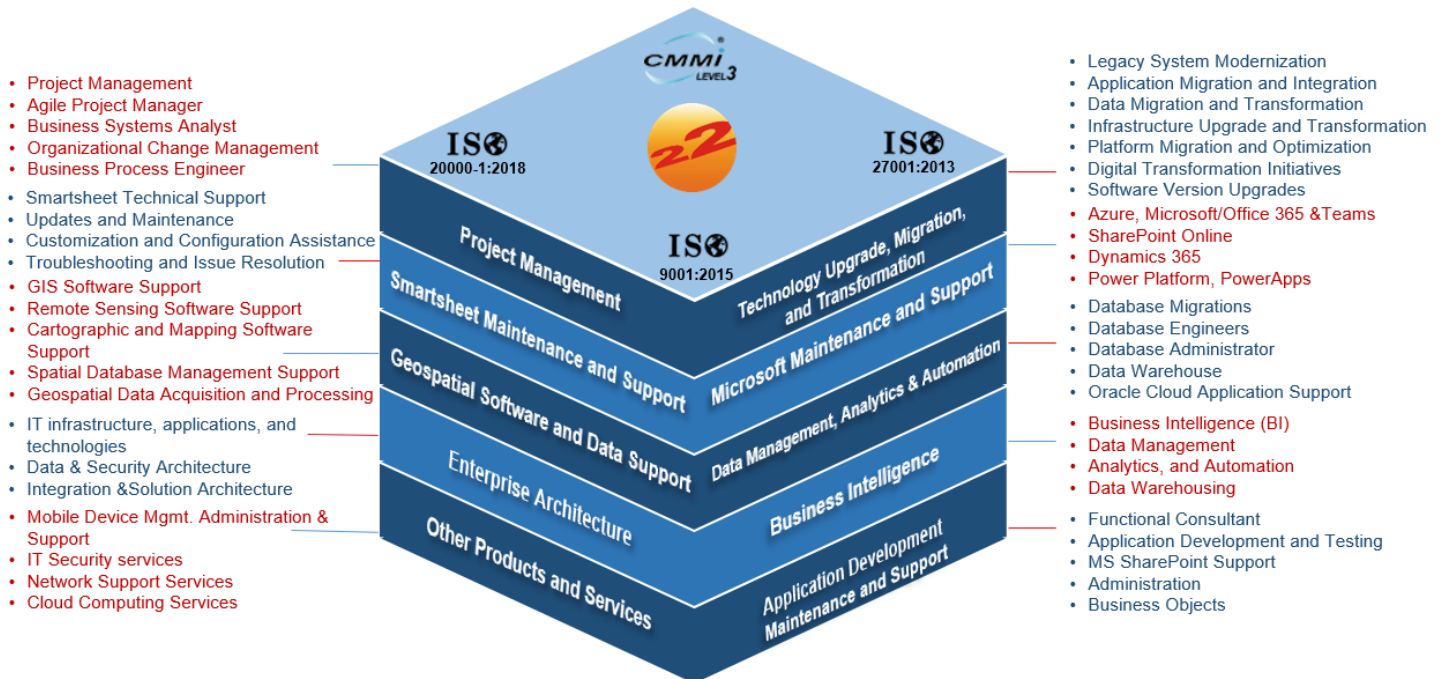 • Project Management
• Agile Project Manager
• Business Systems Analyst
• Organizational Change Management
• Business Process Engineer
• Smartsheet Technical Support
• Updates and Maintenance
• Customization and Configuration Assistance
• Troubleshooting and Issue Resolution
• GIS Software Support
• Remote Sensing Software Support
• Cartographic and Mapping Software
Support
• Spatial Database Management Support
• Geospatial Data Acquisition and Processing
• IT infrastructure, applications, and
technologies
• Data & Security Architecture
• Integration &Solution Architecture
• Mobile Device Mgmt. Administration &
Support
• IT Security services
• Network Support Services
• Cloud Computing Services
CMMi®
LEVEL 3
ISO
20000-1:2018
22
ISO
27001:2013
ISO
9001:2015
Project Management
Smartsheet Maintenance and Support
Geospatial Software and Data Support
Enterprise Architecture
Other Products and Services
Technology Upgrade, Migration,
and Transformation
Microsoft Maintenance and Support
Data Management, Analytics & Automation
Business Intelligence
Application Development
Maintenance and Support
• Legacy System Modernization
• Application Migration and Integration
• Data Migration and Transformation
• Infrastructure Upgrade and Transformation
• Platform Migration and Optimization
• Digital Transformation Initiatives
• Software Version Upgrades
• Azure, Microsoft/Office 365 &Teams
• SharePoint Online
• Dynamics 365
• Power Platform, PowerApps
• Database Migrations
• Database Engineers
• Database Administrator
• Data Warehouse
• Oracle Cloud Application Support
• Business Intelligence (BI)
• Data Management
• Analytics, and Automation
• Data Warehousing
• Functional Consultant
• Application Development and Testing
• MS SharePoint Support
• Administration
• Business Objects